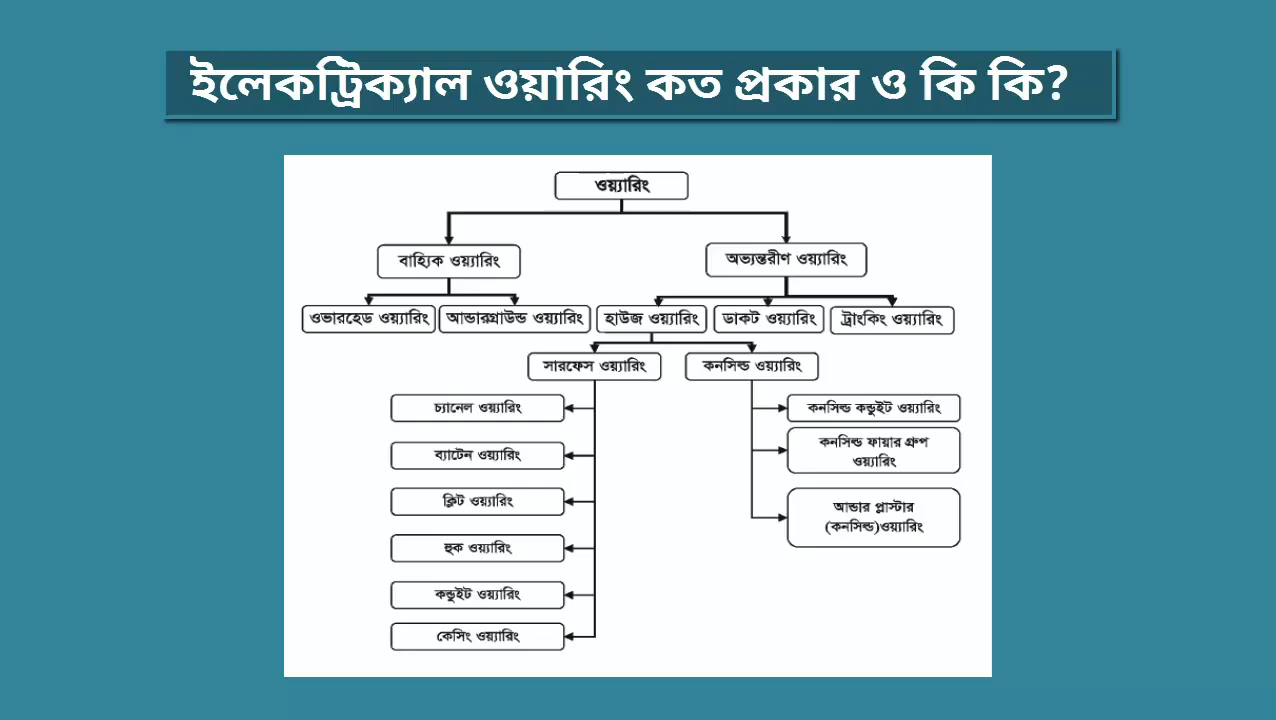 ইলেকট্রিক্যাল ওয়ারিং কত প্রকার ও কি কি?
ওয়্যারিং
বাহ্যিক ওয়্যারিং
অভ্যন্তরীণ ওয়্যারিং
ওভারহেড ওয়্যারিং
আন্ডারগ্রাউন্ড ওয়্যারিং
হাউজ ওয়্যারিং
ডাকট ওয়্যারিং
ট্রাংকিং ওয়্যারিং
সারফেস ওয়্যারিং
কনসিল্ড ওয়্যারিং
চ্যানেল ওয়্যারিং
ব্যাটেন ওয়্যারিং
ক্লিট ওয়্যারিং
হুক ওয়্যারিং
কন্ডুইট ওয়্যারিং
কেসিং ওয়্যারিং
কনসিল্ড কন্ডুইট ওয়্যারিং
কনসিল্ড ফায়ার গ্রুপ
ওয়্যারিং
আন্ডার প্লাস্টার
(কনসিল্ড)ওয়্যারিং